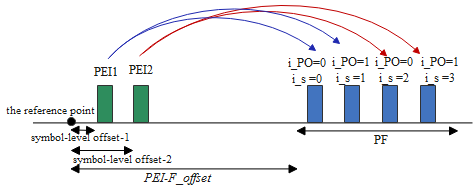 i_PO=0 i_PO=1 i_PO=0 i_PO=1
i_s =0 i_s =1 i_s =2 i_s =3
PEI1 PEI2
the reference point
symbol-level offset-1
PF
symbol-level offset-2
PEI-F_offset